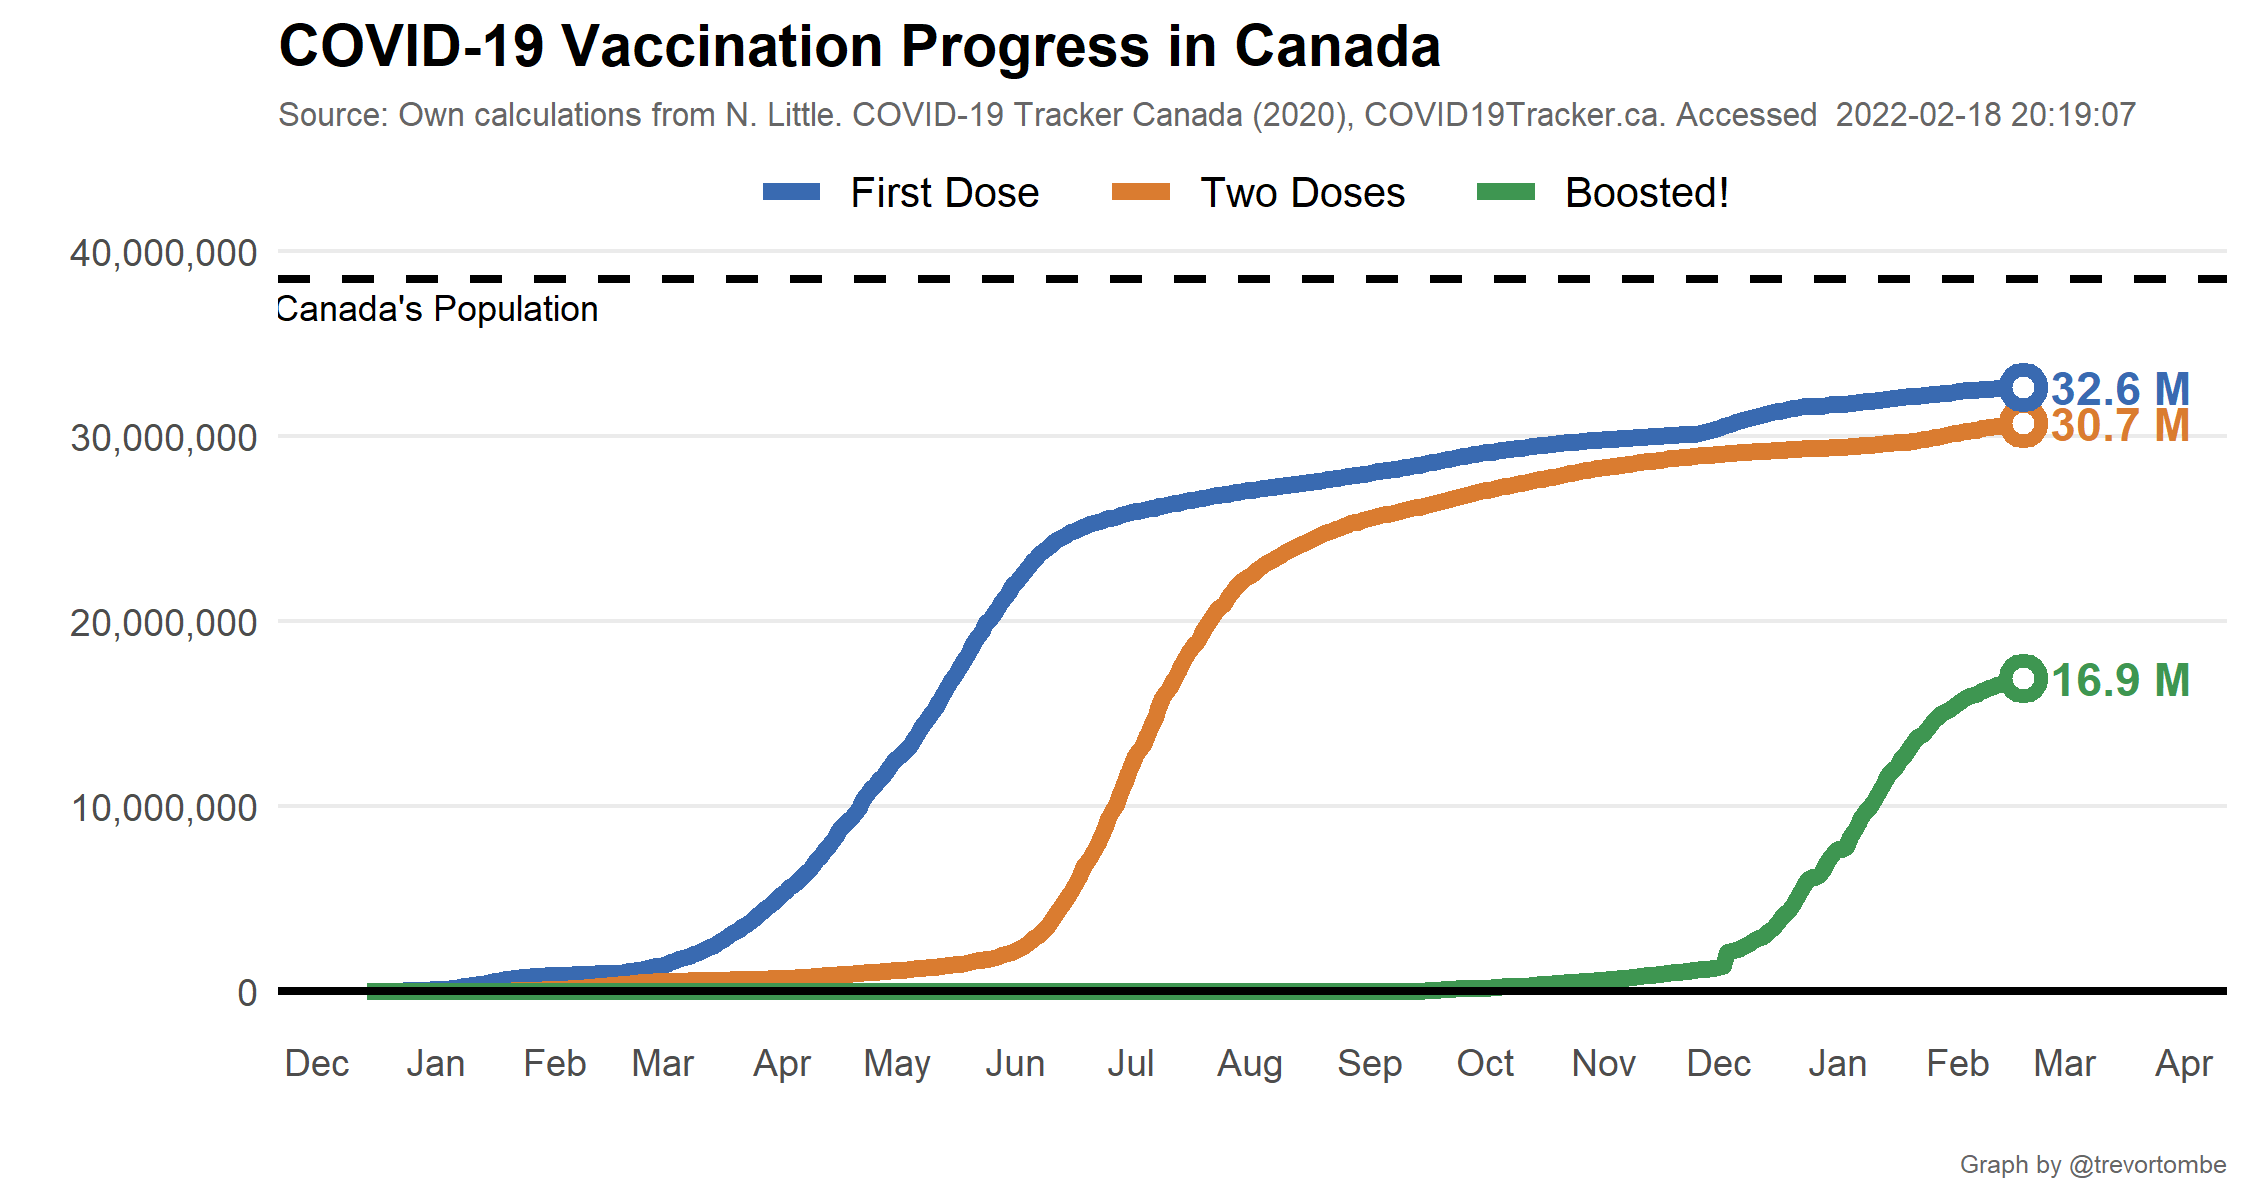 COVID-19 Vaccination Progress in Canada
Source: Own calculations from N. Little. COVID-19 Tracker Canada (2020), COVID19Tracker.ca. Accessed  2022-02-18 20:19:07
First Dose Two Doses Boosted!
40,000,000
Canada's Population
32.6 M
30.7 M
30,000,000
20,000,000
16.9 M
10,000,000
0
Dec Jan Feb Mar Apr May Jun Jul Aug Sep Oct Nov Dec Jan Feb Mar Apr
Graph by @trevortombe